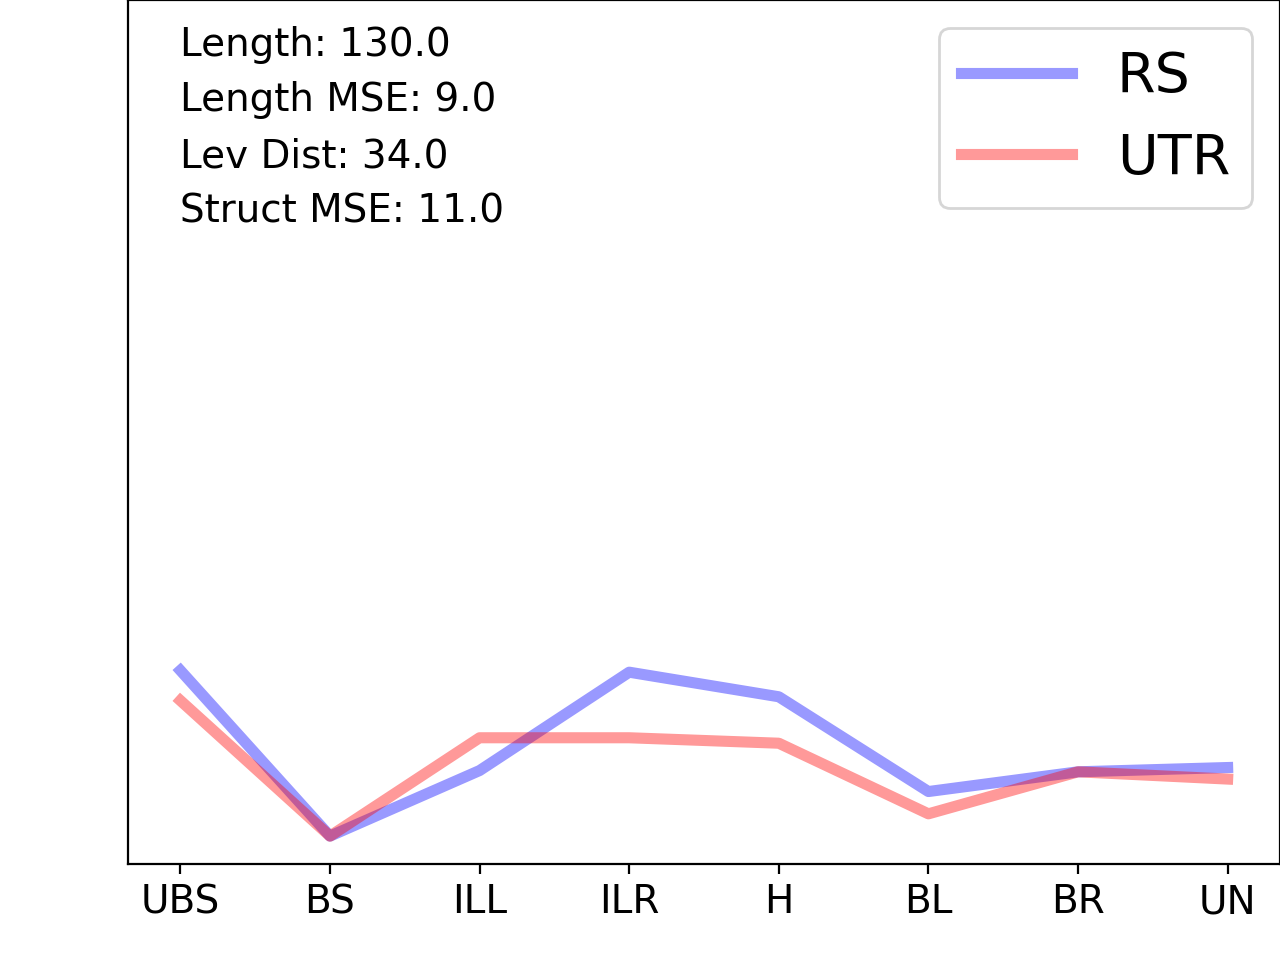 Length: 130.0
Length MSE: 9.0
Lev Dist: 34.0
Struct MSE: 11.0
RS
UTR
UBS BS ILL ILR H BL BR UN